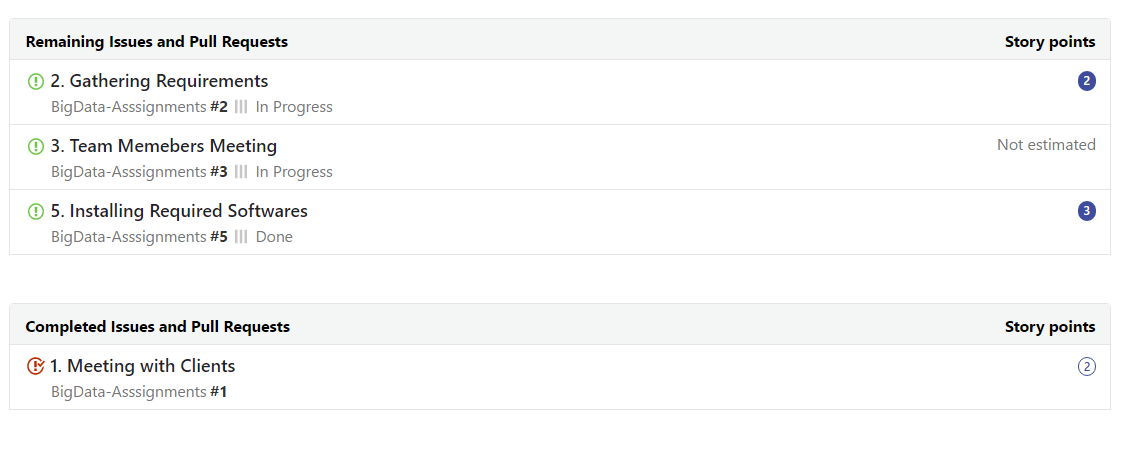 Remaining Issues and Pull Requests Story points
2. Gathering Requirements 2
BigData-Asssignments #2 In Progress
3. Team Memebers Meeting Not estimated
BigData-Asssignments #3 In Progress
5. Installing Required Softwares 3
BigData-Asssignments #5 Done
Completed Issues and Pull Requests Story points
1. Meeting with Clients 2
BigData-Asssignments #1